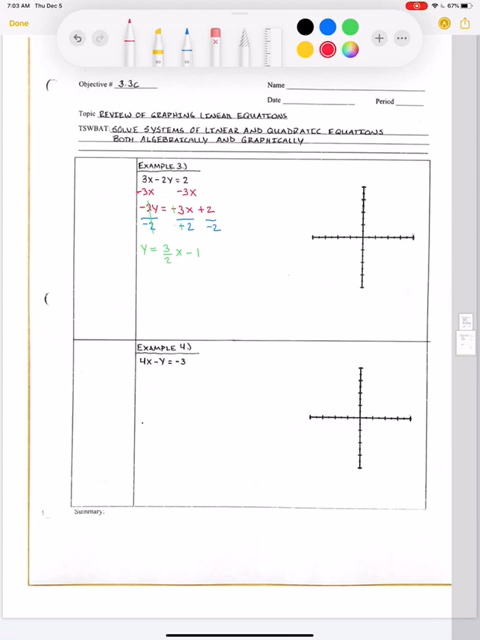 7:03 AM Thu Dec 5
67%
Done
Objective # 3.3c
Name
Date
Period
Topic REVIEW OF GRAPHING LINEAR EQUATIONS
TSWBAT: SOLVE SYSTEMS OF LINEAR AND QUADRATIC EQUATIONS
BOTH ALGEBRAICALLY AND GRAPHICALLY
EXAMPLE 3.)
3X - 2Y = 2
-3X -3X
-2Y = -3X + 2
-2 -2 -2
Y = 3/2 X - 1
EXAMPLE 4.)
4X - Y = -3
Summary: